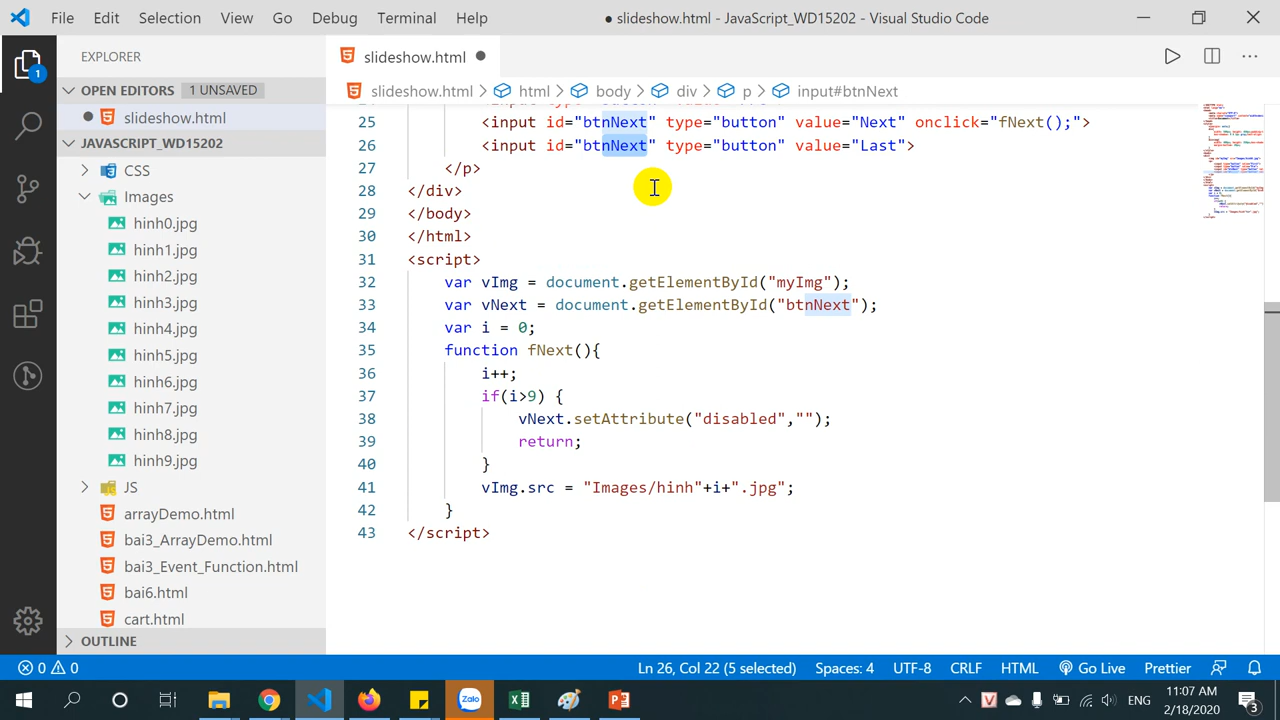 File Edit Selection View Go Debug Terminal Help ● slideshow.html - JavaScript_WD15202 - Visual Studio Code
EXPLORER
slideshow.html
OPEN EDITORS 1 UNSAVED
slideshow.html
JAVASCRIPT_WD15202
CSS
Images
hinh0.jpg
hinh1.jpg
hinh2.jpg
hinh3.jpg
hinh4.jpg
hinh5.jpg
hinh6.jpg
hinh7.jpg
hinh8.jpg
hinh9.jpg
JS
arrayDemo.html
bai3_ArrayDemo.html
bai3_Event_Function.html
bai6.html
cart.html
OUTLINE
1
slideshow.html > html > body > div > p > input#btnNext
25 <input id="btnNext" type="button" value="Next" onclick="fNext();">
26 <input id="btnNext" type="button" value="Last">
27 </p>
28 </div>
29 </body>
30 </html>
31 <script>
32 var vImg = document.getElementById("myImg");
33 var vNext = document.getElementById("btnNext");
34 var i = 0;
35 function fNext(){
36 i++;
37 if(i>9) {
38 vNext.setAttribute("disabled","");
39 return;
40 }
41 vImg.src = "Images/hinh"+i+".jpg";
42 }
43 </script>
0 0 Ln 26, Col 22 (5 selected) Spaces: 4 UTF-8 CRLF HTML Go Live Prettier
Zalo
ENG
11:07 AM
2/18/2020
3